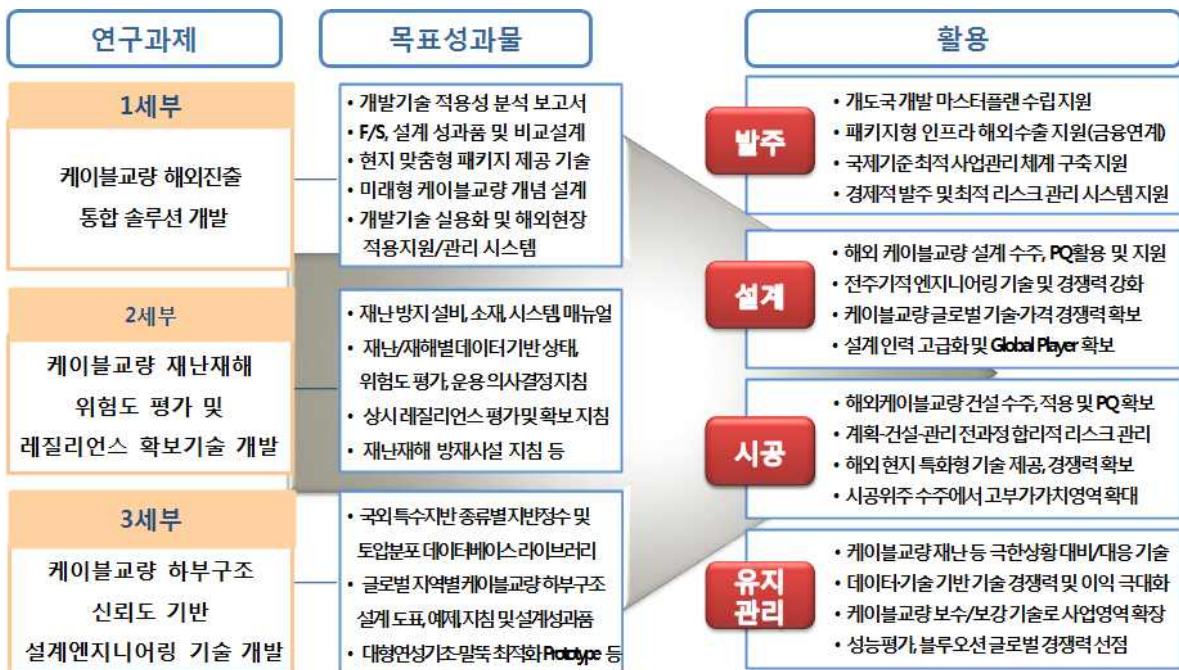 연구과제
목표성과물
활용
1세부
케이블교량 해외진출
통합 솔루션 개발
• 개발기술 적용성 분석 보고서
• F/S, 설계 성과품 및 비교설계
• 현지 맞춤형 패키지 제공 기술
• 미래형 케이블교량 개념 설계
• 개발기술 실용화 및 해외현장
적용지원/관리 시스템
2세부
케이블교량 재난재해
위험도 평가 및
레질리언스 확보기술 개발
• 재난 방지 설비, 소재, 시스템, 매뉴얼
• 재난/재해별 데이터 기반 상태,
위험도 평가, 운용 의사결정 지침
• 상시 레질리언스 평가 및 확보 지침
• 재난재해 방재시설 지침 등
3세부
케이블교량 하부구조
신뢰도 기반
설계엔지니어링 기술 개발
• 국외 특수지반 종류별 지반정수 및
토압분포 데이터베이스 라이브러리
• 글로벌 지역별 케이블교량 하부구조
설계 도표, 예제, 지침 및 설계성과품
• 대형연성기초-말뚝 최적화 Prototype 등
발주
• 개도국 개발 마스터플랜 수립 지원
• 패키지형 인프라 해외수출 지원(금융연계)
• 국제기준 최적 사업관리 체계 구축 지원
• 경제적 발주 및 최적 리스크 관리 시스템 지원
설계
• 해외 케이블교량 설계 수주, PQ활용 및 지원
• 전주기적 엔지니어링 기술 및 경쟁력 강화
• 케이블교량 글로벌 기술·가격 경쟁력 확보
• 설계 인력 고급화 및 Global Player 확보
시공
• 해외케이블교량 건설 수주, 적용 및 PQ 확보
• 계획-건설-관리 전과정 합리적 리스크 관리
• 해외 현지 특화형 기술 제공, 경쟁력 확보
• 시공위주 수주에서 고부가가치영역 확대
유지
관리
• 케이블교량 재난 등 극한상황 대비/대응 기술
• 데이터·기술 기반 기술 경쟁력 및 이익 극대화
• 케이블교량 보수/보강 기술로 사업영역 확장
• 성능평가, 블루오션 글로벌 경쟁력 선점